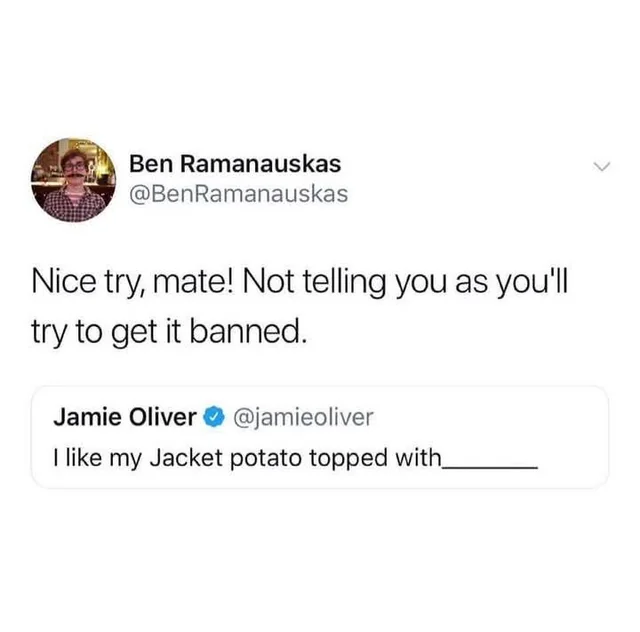 Ben Ramanauskas
@BenRamanauskas
Nice try, mate! Not telling you as you'll
try to get it banned.
Jamie Oliver @jamieoliver
I like my Jacket potato topped with_______